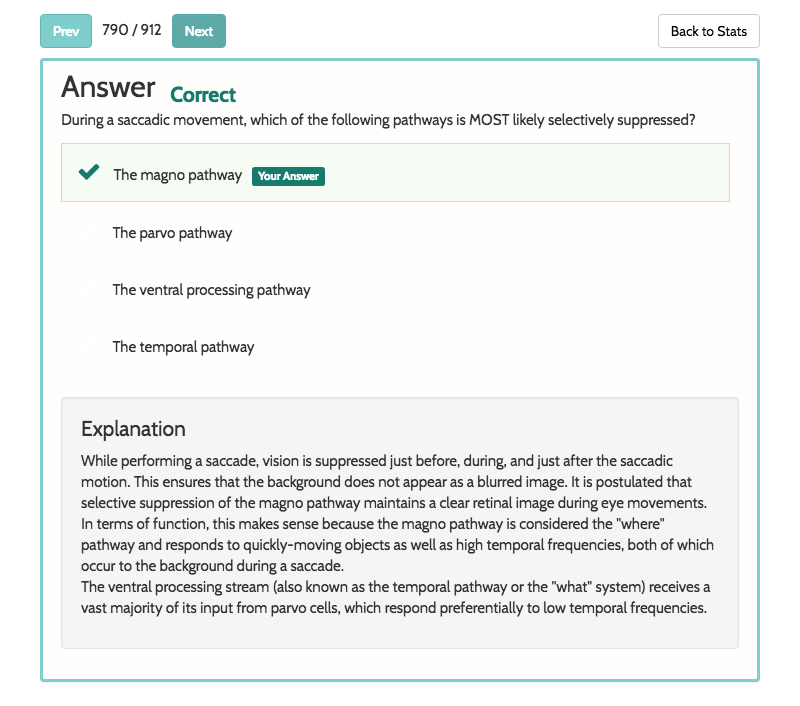 Prev 790 / 912 Next Back to Stats
Answer Correct
During a saccadic movement, which of the following pathways is MOST likely selectively suppressed?
The magno pathway Your Answer
The parvo pathway
The ventral processing pathway
The temporal pathway
Explanation
While performing a saccade, vision is suppressed just before, during, and just after the saccadic
motion. This ensures that the background does not appear as a blurred image. It is postulated that
selective suppression of the magno pathway maintains a clear retinal image during eye movements.
In terms of function, this makes sense because the magno pathway is considered the "where"
pathway and responds to quickly-moving objects as well as high temporal frequencies, both of which
occur to the background during a saccade.
The ventral processing stream (also known as the temporal pathway or the "what" system) receives a
vast majority of its input from parvo cells, which respond preferentially to low temporal frequencies.